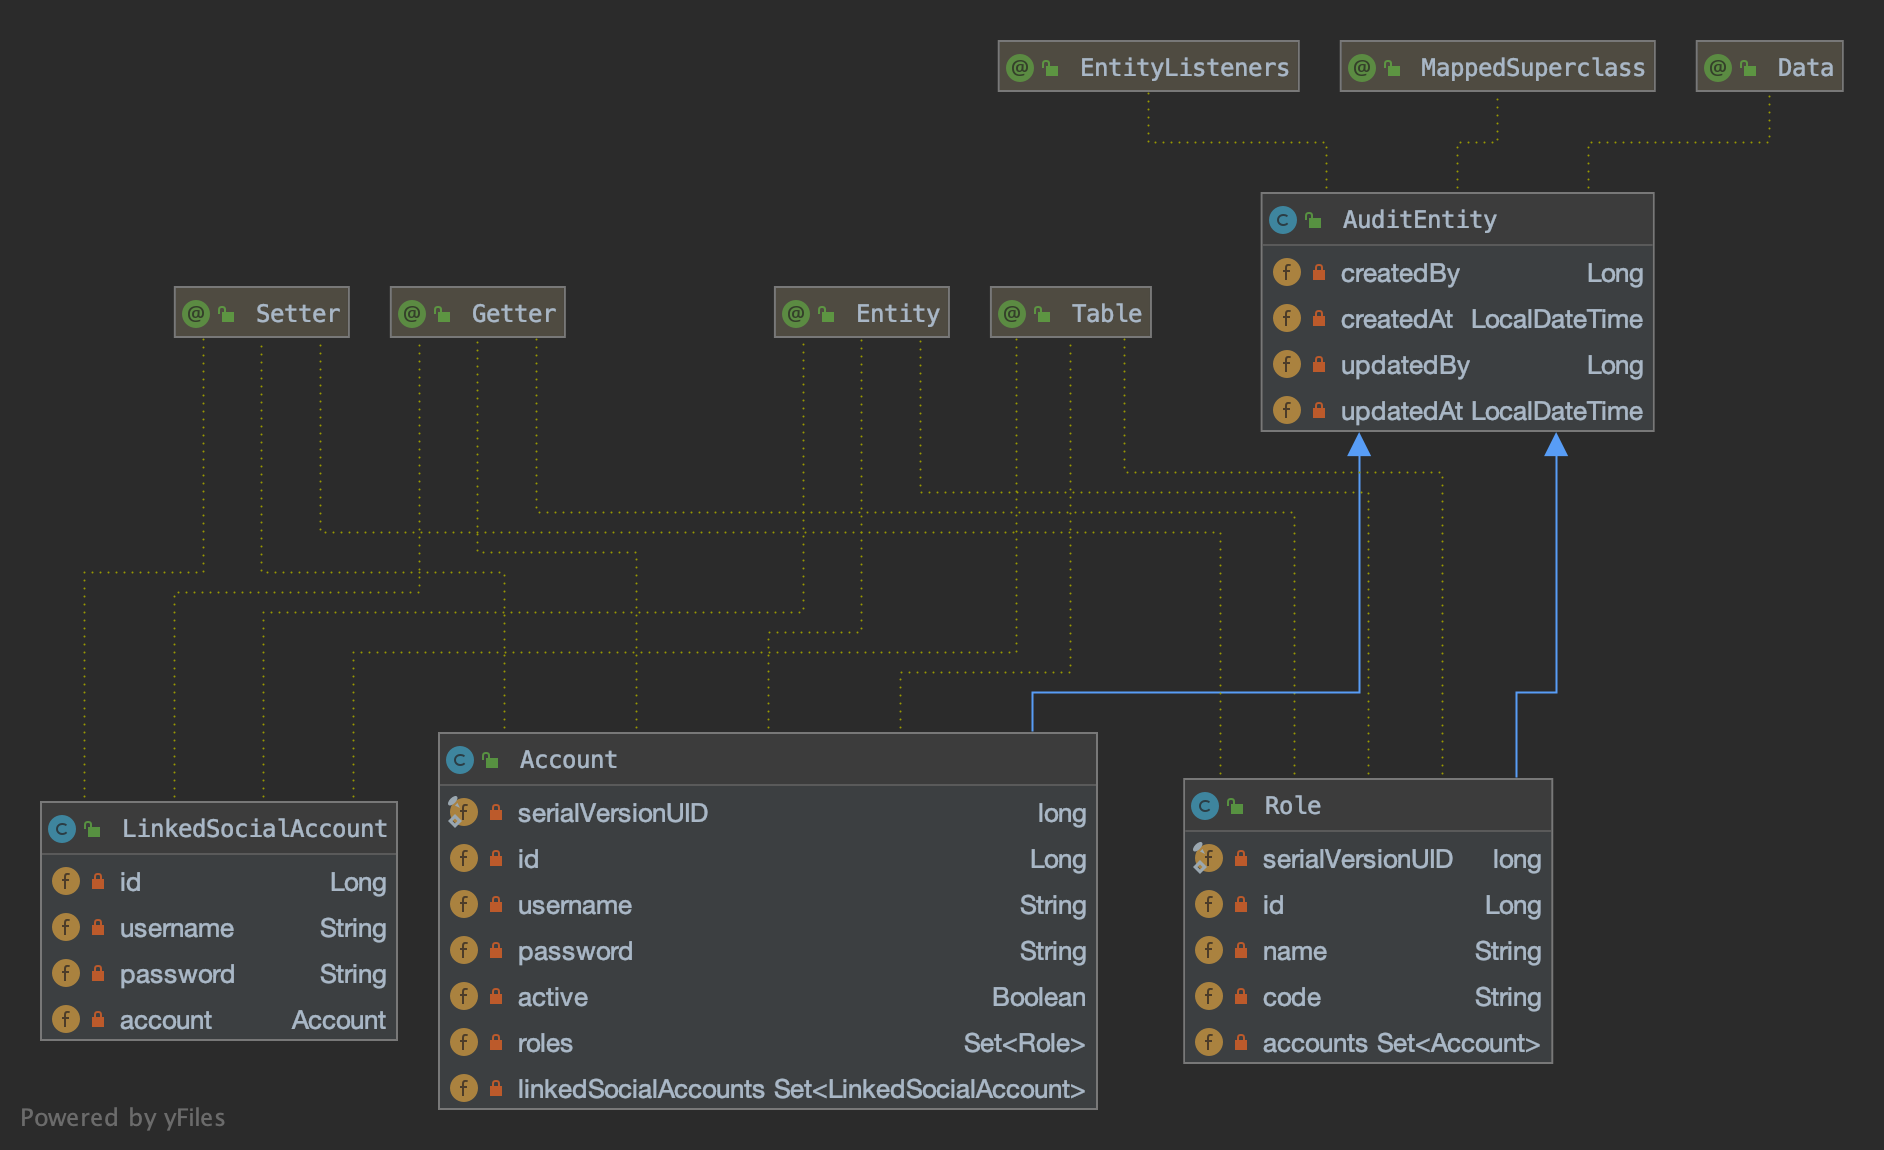 EntityListeners
MappedSuperclass
Data
AuditEntity
createdBy Long
createdAt LocalDateTime
updatedBy Long
updatedAt LocalDateTime
Setter
Getter
Entity
Table
LinkedSocialAccount
id Long
username String
password String
account Account
Account
serialVersionUID long
id Long
username String
password String
active Boolean
roles Set<Role>
linkedSocialAccounts Set<LinkedSocialAccount>
Role
serialVersionUID long
id Long
name String
code String
accounts Set<Account>
Powered by yFiles